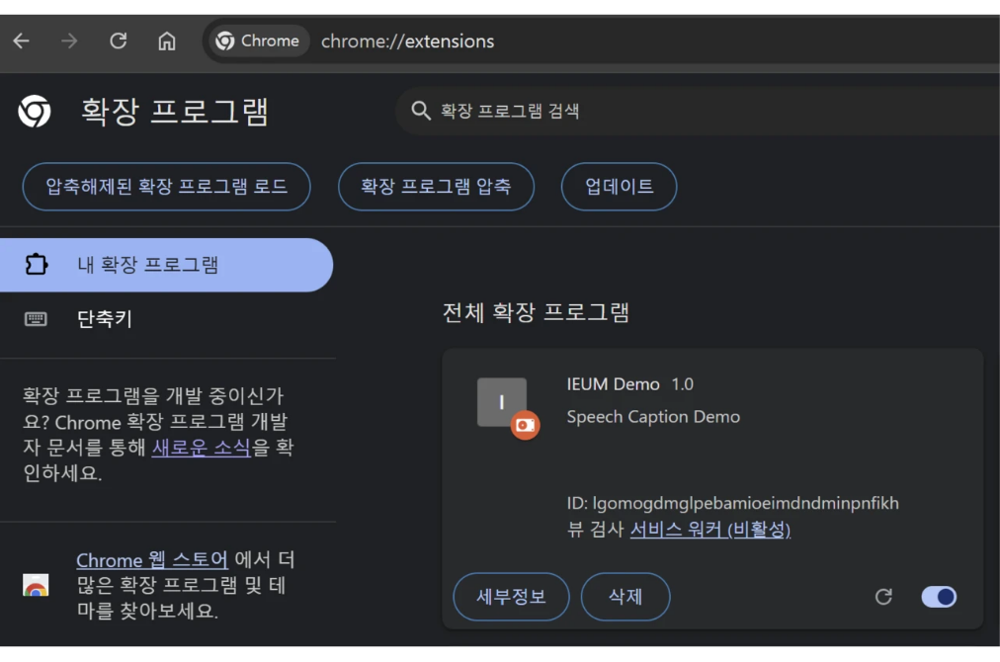 Chrome chrome://extensions
확장 프로그램
확장 프로그램 검색
압축해제된 확장 프로그램 로드 확장 프로그램 압축 업데이트
내 확장 프로그램
단축키
확장 프로그램을 개발 중이신가
요? Chrome 확장 프로그램 개발
자 문서를 통해 새로운 소식을 확
인하세요.
Chrome 웹 스토어 에서 더
많은 확장 프로그램 및 테
마를 찾아보세요.
전체 확장 프로그램
I
IEUM Demo 1.0
Speech Caption Demo
ID: lgomogdmglpebamioeimdndminpnfikh
뷰 검사 서비스 워커 (비활성)
세부정보 삭제